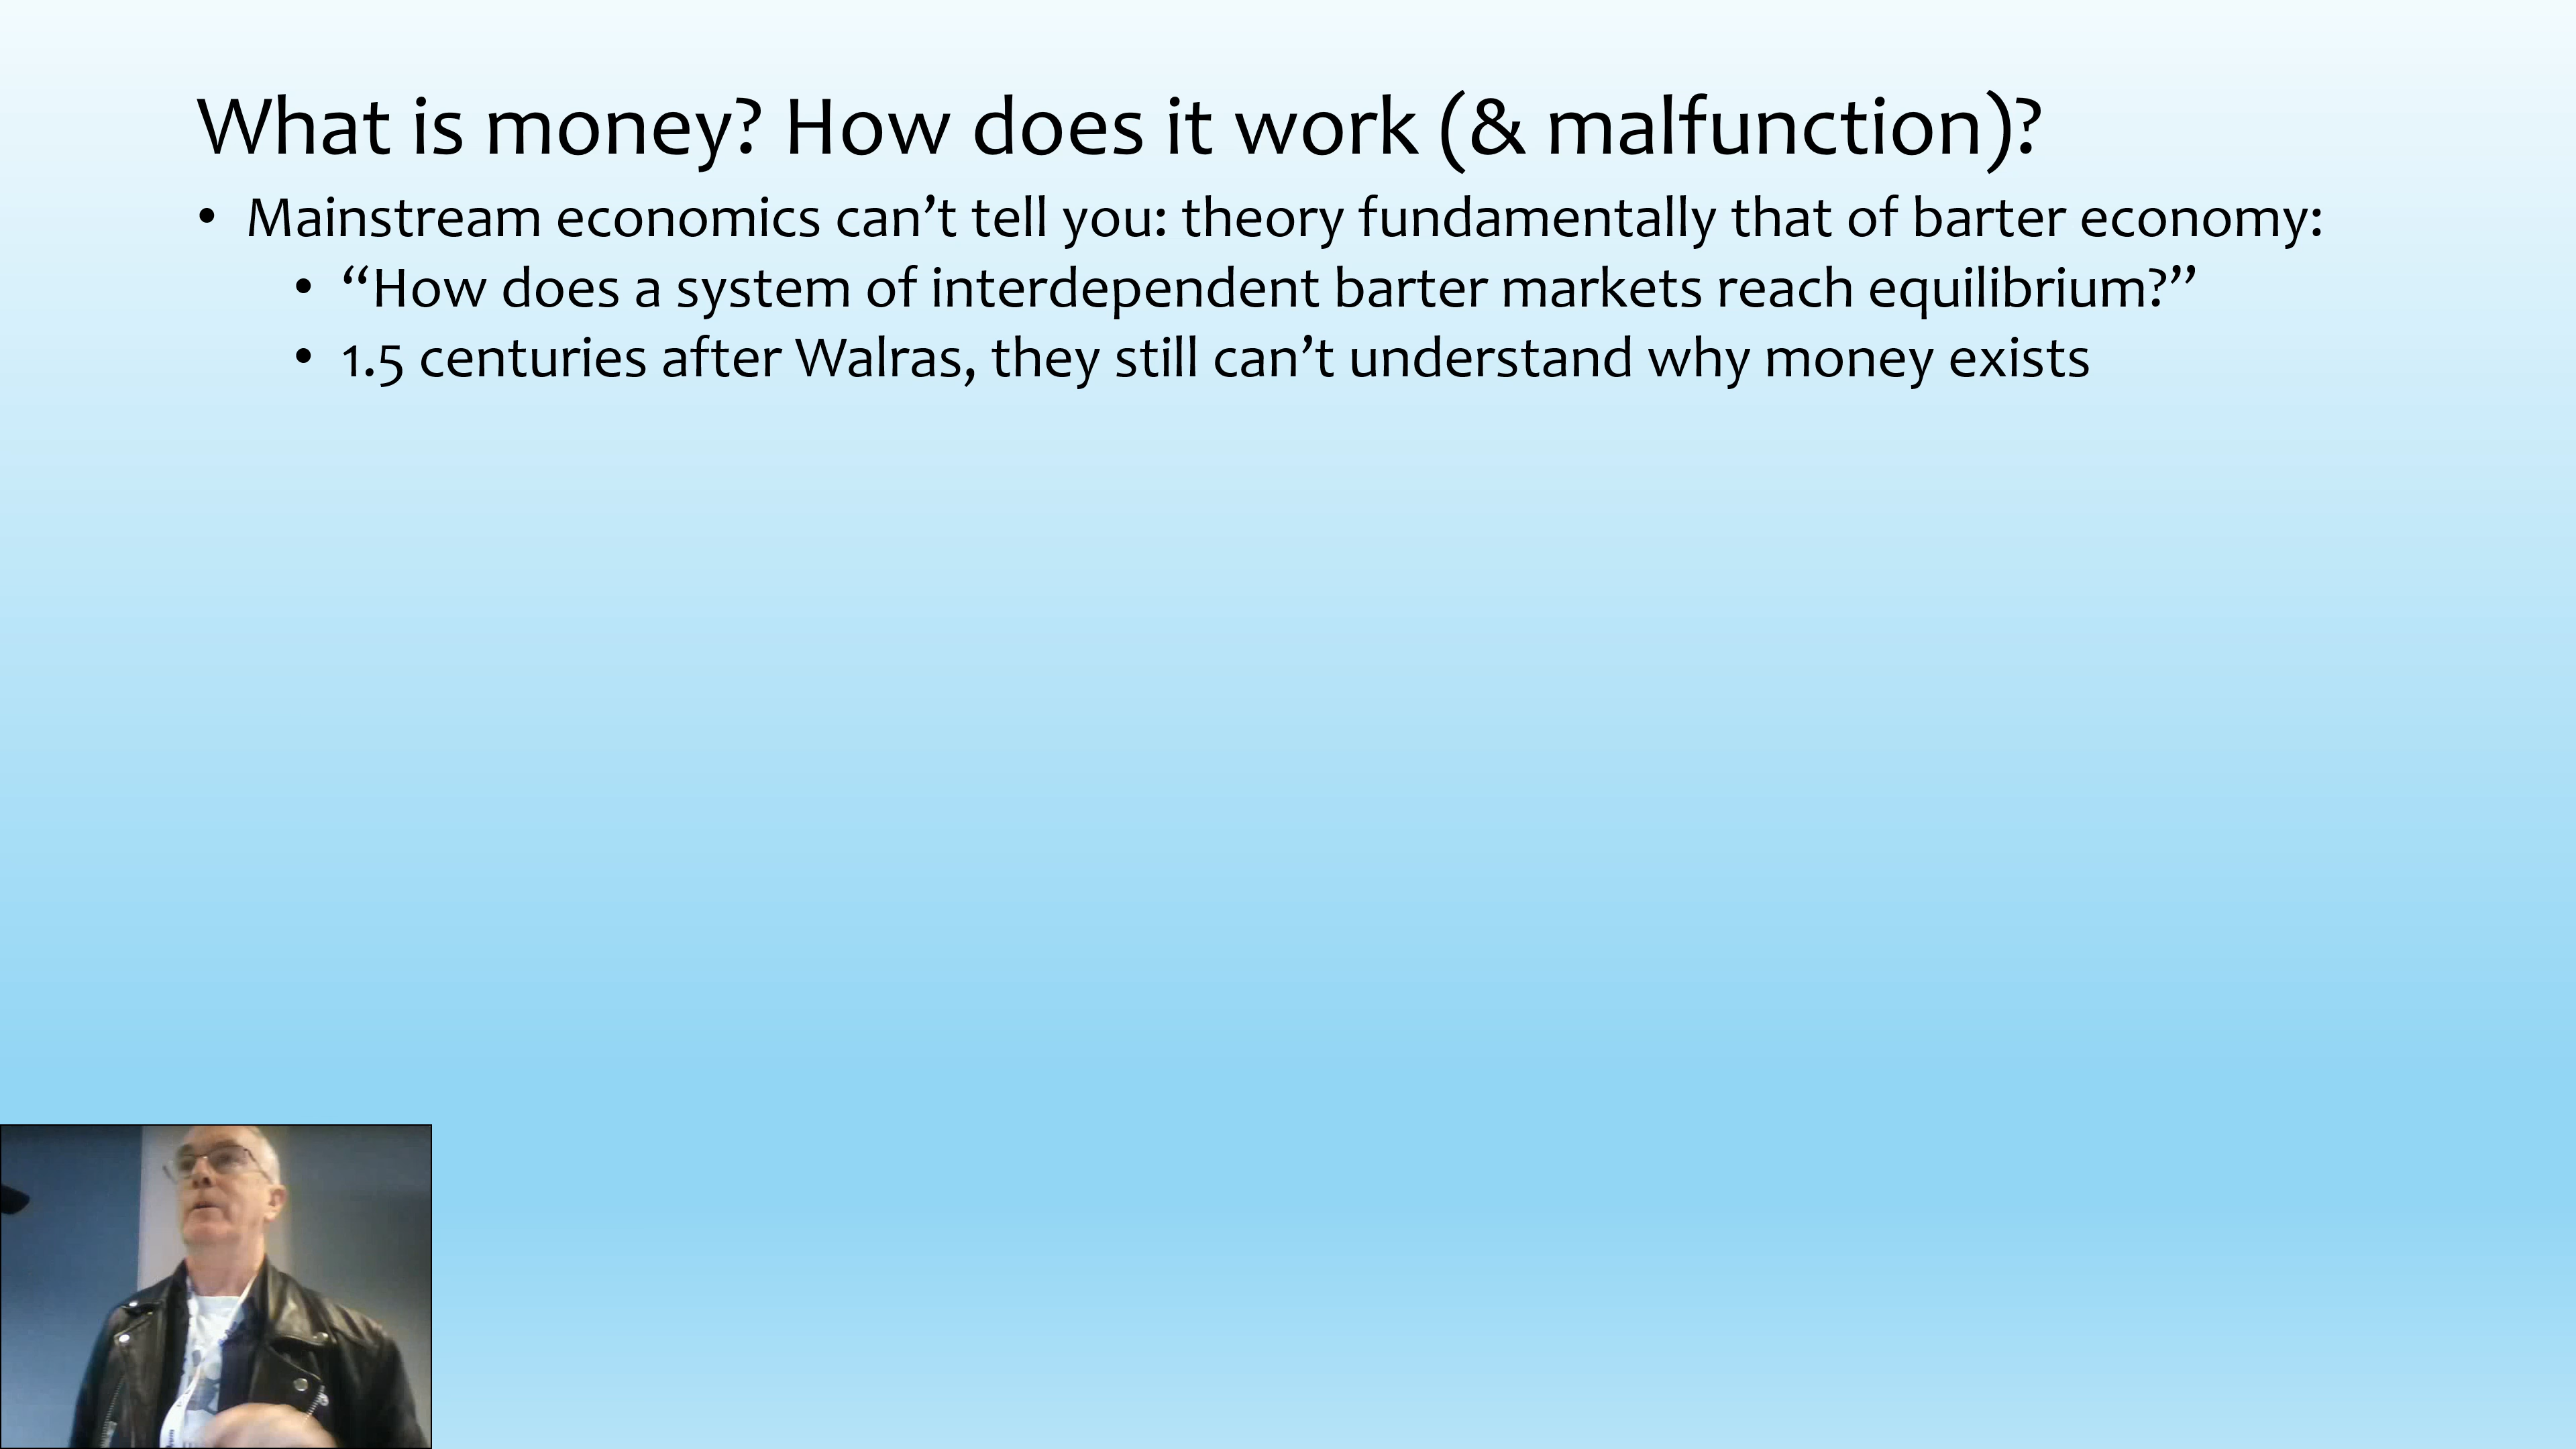 What is money? How does it work (& malfunction)?
• Mainstream economics can’t tell you: theory fundamentally that of barter economy:
• “How does a system of interdependent barter markets reach equilibrium?”
• 1.5 centuries after Walras, they still can’t understand why money exists